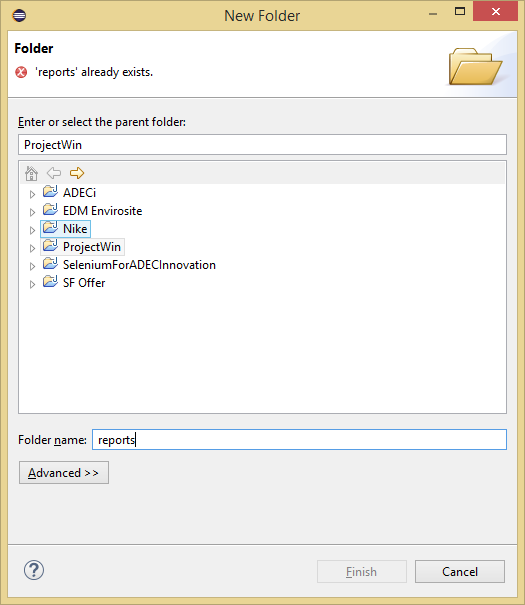 New Folder
Folder
'reports' already exists.
Enter or select the parent folder:
ProjectWin
ADECi
EDM Envirosite
Nike
ProjectWin
SeleniumForADECInnovation
SF Offer
Folder name: reports
Advanced >>
? Finish Cancel